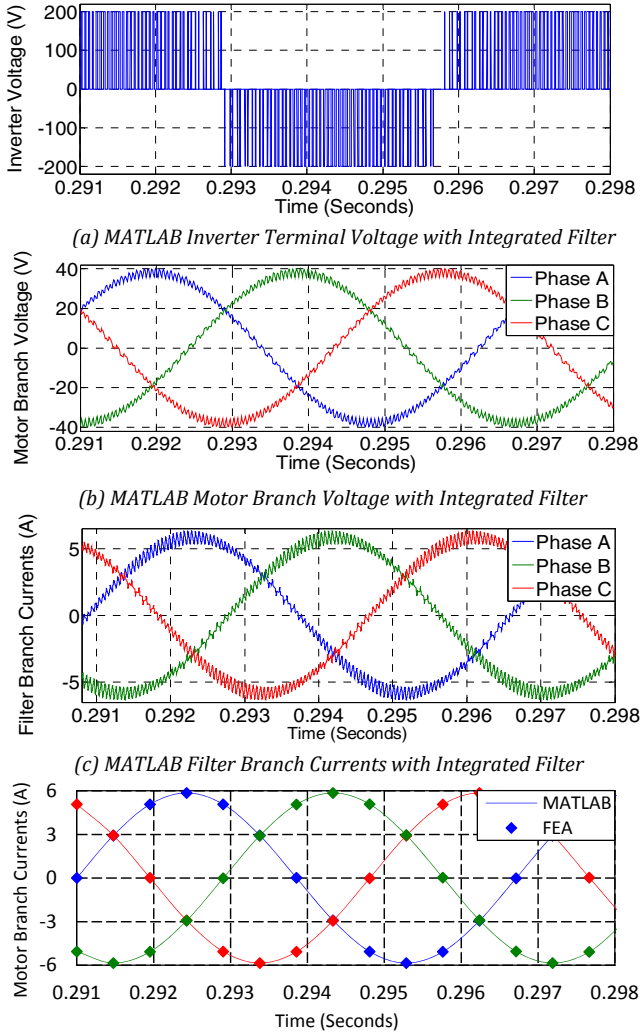 Inverter Voltage (V)
200
100
0
-100
-200
0.291 0.292 0.293 0.294 0.295 0.296 0.297 0.298
Time (Seconds)
(a) MATLAB Inverter Terminal Voltage with Integrated Filter
Motor Branch Voltage (V)
40
20
0
-20
-40
Phase A
Phase B
Phase C
0.291 0.292 0.293 0.294 0.295 0.296 0.297 0.298
Time (Seconds)
(b) MATLAB Motor Branch Voltage with Integrated Filter
Filter Branch Currents (A)
5
0
-5
Phase A
Phase B
Phase C
0.291 0.292 0.293 0.294 0.295 0.296 0.297 0.298
Time (Seconds)
(c) MATLAB Filter Branch Currents with Integrated Filter
Motor Branch Currents (A)
6
3
0
-3
-6
MATLAB
FEA
0.291 0.292 0.293 0.294 0.295 0.296 0.297 0.298
Time (Seconds)